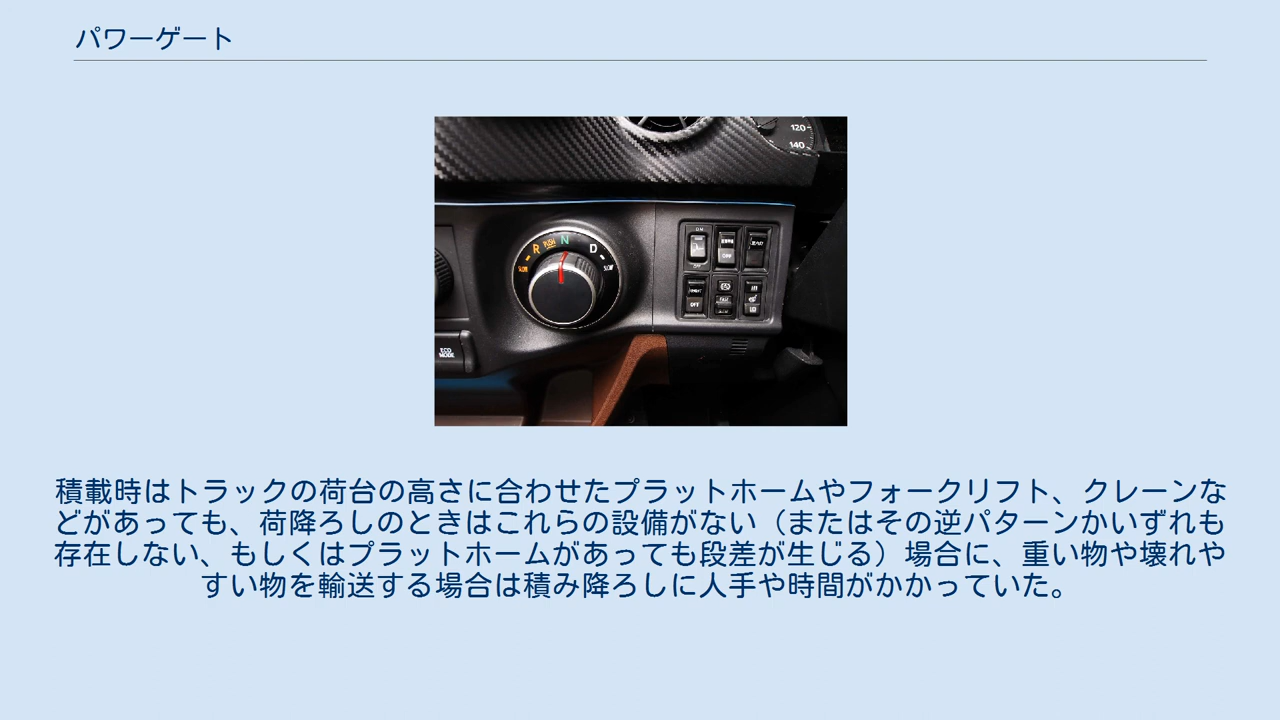 パワーゲート
120
140
R PUSH N D
ECO
MODE
OFF
積載時はトラックの荷台の高さに合わせたプラットホームやフォークリフト、クレーンな
どがあっても、荷降ろしのときはこれらの設備がない（またはその逆パターンかいずれも
存在しない、もしくはプラットホームがあっても段差が生じる）場合に、重い物や壊れや
すい物を輸送する場合は積み降ろしに人手や時間がかかっていた。